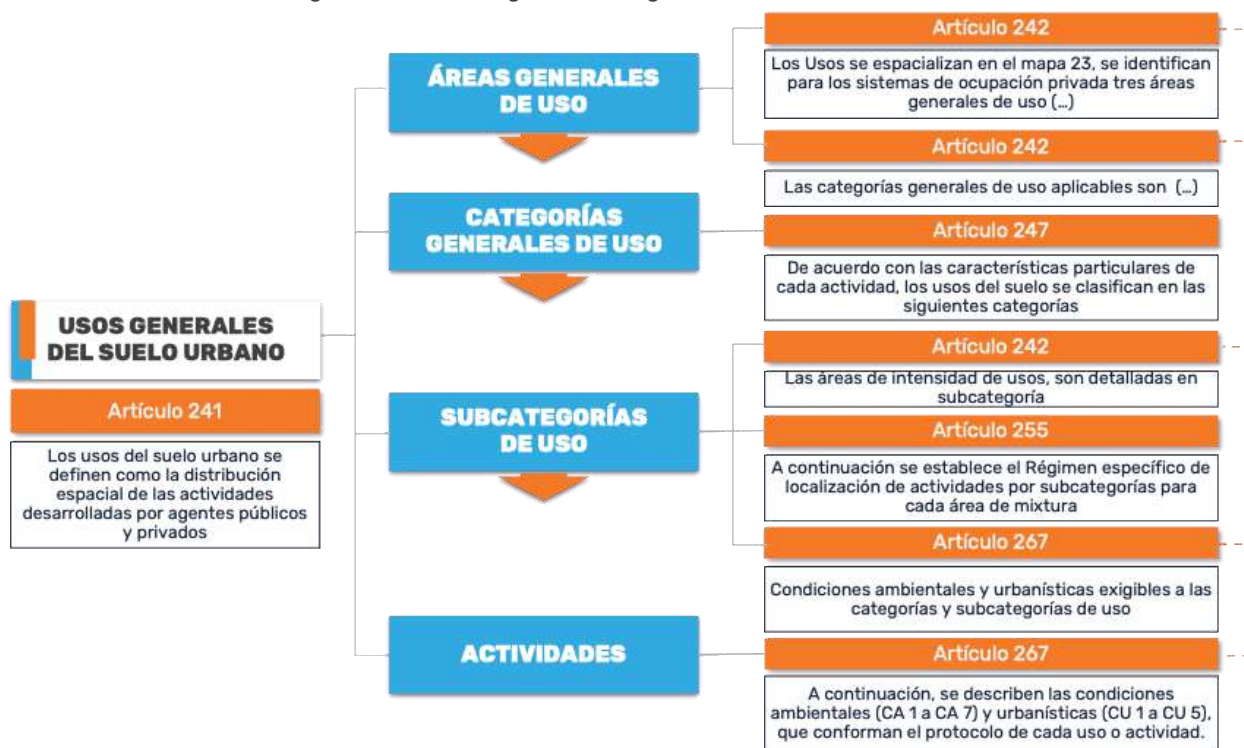 USOS GENERALES
DEL SUELO URBANO
Artículo 241
Los usos del suelo urbano se
definen como la distribución
espacial de las actividades
desarrolladas por agentes públicos
y privados
ÁREAS GENERALES
DE USO
Artículo 242
Los Usos se espacializan en el mapa 23, se identifican
para los sistemas de ocupación privada tres áreas
generales de uso (...)
Artículo 242
Las categorías generales de uso aplicables son (...)
CATEGORÍAS
GENERALES DE USO
Artículo 247
De acuerdo con las características particulares de
cada actividad, los usos del suelo se clasifican en las
siguientes categorías
SUBCATEGORÍAS
DE USO
Artículo 242
Las áreas de intensidad de usos, son detalladas en
subcategoría
Artículo 255
A continuación se establece el Régimen específico de
localización de actividades por subcategorías para
cada área de mixtura
Artículo 267
Condiciones ambientales y urbanísticas exigibles a las
categorías y subcategorías de uso
ACTIVIDADES
Artículo 267
A continuación, se describen las condiciones
ambientales (CA 1 a CA 7) y urbanísticas (CU 1 a CU 5),
que conforman el protocolo de cada uso o actividad.